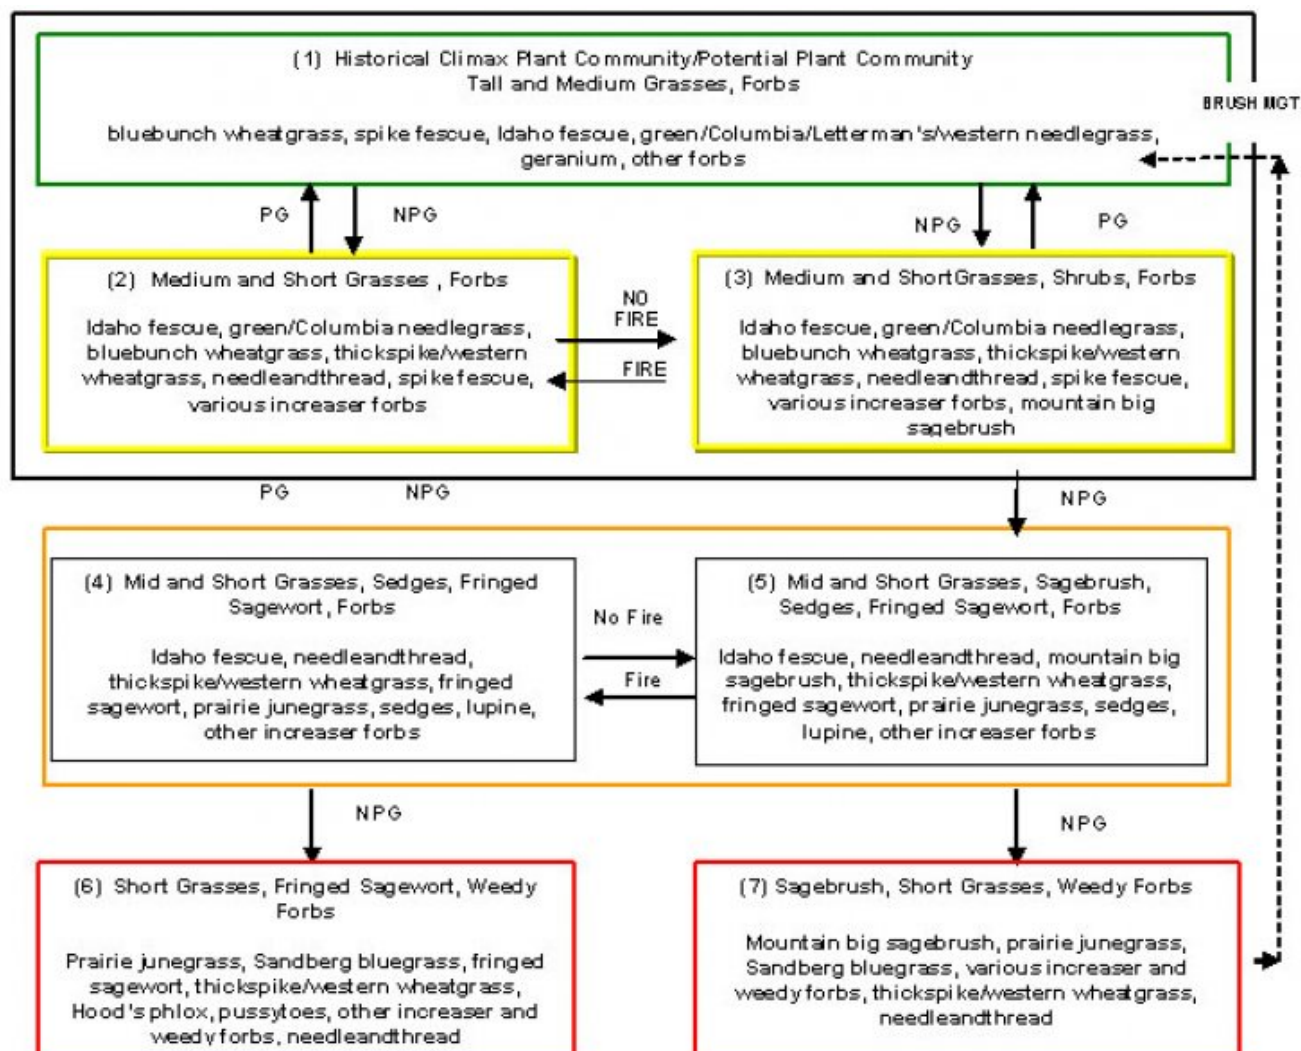 (1) Historical Climax Plant Community/Potential Plant Community
Tall and Medium Grasses, Forbs
BRUSH MGT
bluebunch wheatgrass, spike fescue, Idaho fescue, green/Columbia/Letterman's/western needlegrass,
geranium, other forbs
PG
NPG
NPG
PG
(2) Medium and Short Grasses , Forbs
Idaho fescue, green/Columbia needlegrass,
bluebunch wheatgrass, thickspike/western
wheatgrass, needleandthread, spike fescue,
various increaser forbs
NO
FIRE
FIRE
(3) Medium and ShortGrasses, Shrubs, Forbs
Idaho fescue, green/Columbia needlegrass,
bluebunch wheatgrass, thickspike/western
wheatgrass, needleandthread, spike fescue,
various increaser forbs, mountain big
sagebrush
PG
NPG
NPG
(4) Mid and Short Grasses, Sedges, Fringed
Sagewort, Forbs
Idaho fescue, needleandthread,
thickspike/western wheatgrass, fringed
sagewort, prairie junegrass, sedges, lupine,
other increaser forbs
No Fire
Fire
(5) Mid and Short Grasses, Sagebrush,
Sedges, Fringed Sagewort, Forbs
Idaho fescue, needleandthread, mountain big
sagebrush, thickspike/western wheatgrass,
fringed sagewort, prairie junegrass, sedges,
lupine, other increaser forbs
NPG
NPG
(6) Short Grasses, Fringed Sagewort, Weedy
Forbs
Prairie junegrass, Sandberg bluegrass, fringed
sagewort, thickspike/western wheatgrass,
Hood's phlox, pussytoes, other increaser and
weedy forbs, needleandthread
(7) Sagebrush, Short Grasses, Weedy Forbs
Mountain big sagebrush, prairie junegrass,
Sandberg bluegrass, various increaser and
weedy forbs, thickspike/western wheatgrass,
needleandthread